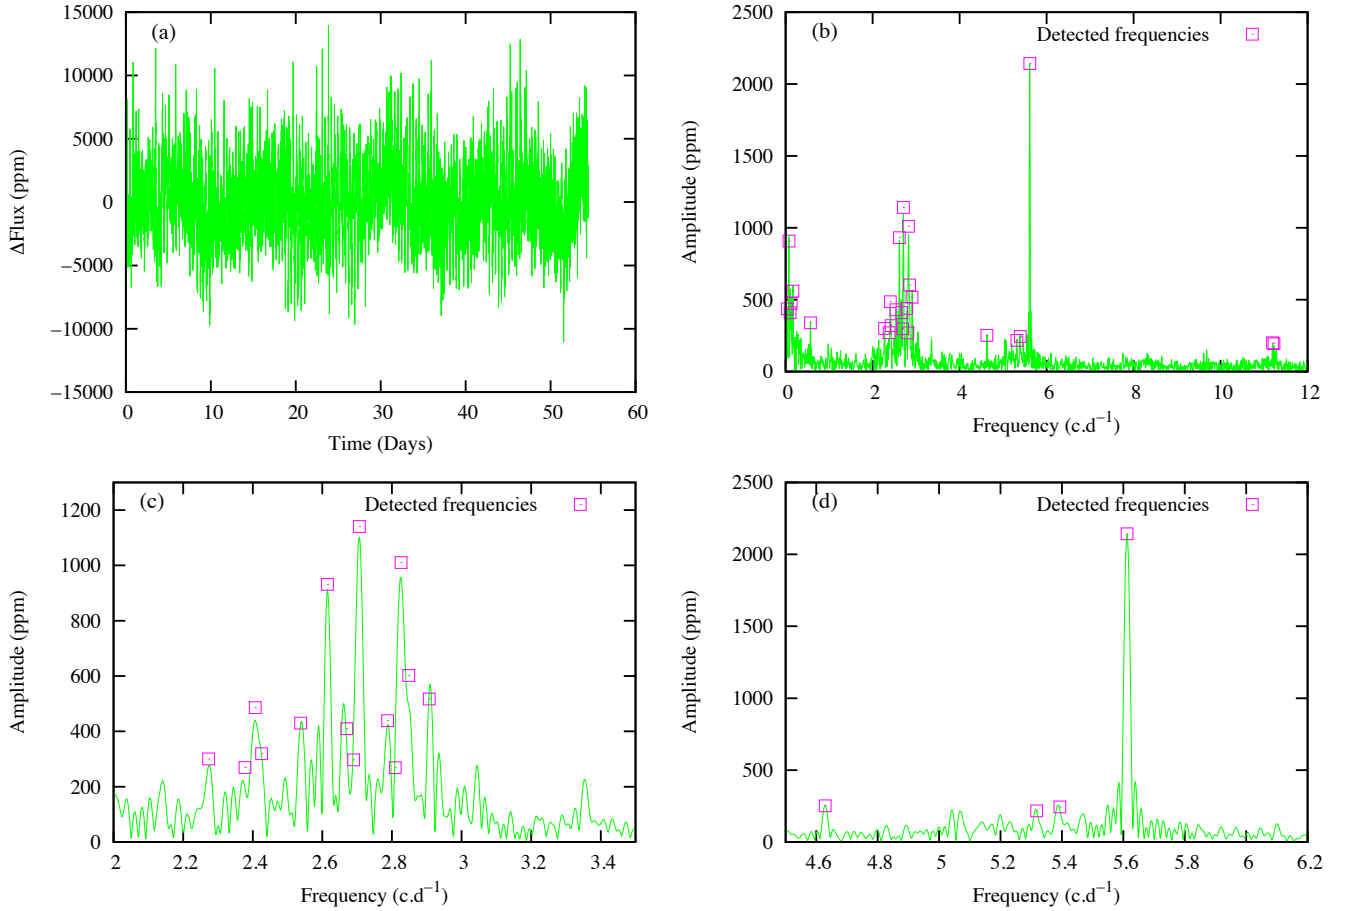 (a)
15000
10000
5000
0
−5000
−10000
−15000
0 10 20 30 40 50 60
ΔFlux (ppm)
Time (Days)
(b)
Detected frequencies
2500
2000
1500
1000
500
0
0 2 4 6 8 10 12
Amplitude (ppm)
Frequency (c.d⁻¹)
(c)
Detected frequencies
1200
1000
800
600
400
200
0
2 2.2 2.4 2.6 2.8 3 3.2 3.4
Amplitude (ppm)
Frequency (c.d⁻¹)
(d)
Detected frequencies
2500
2000
1500
1000
500
0
4.6 4.8 5 5.2 5.4 5.6 5.8 6 6.2
Amplitude (ppm)
Frequency (c.d⁻¹)